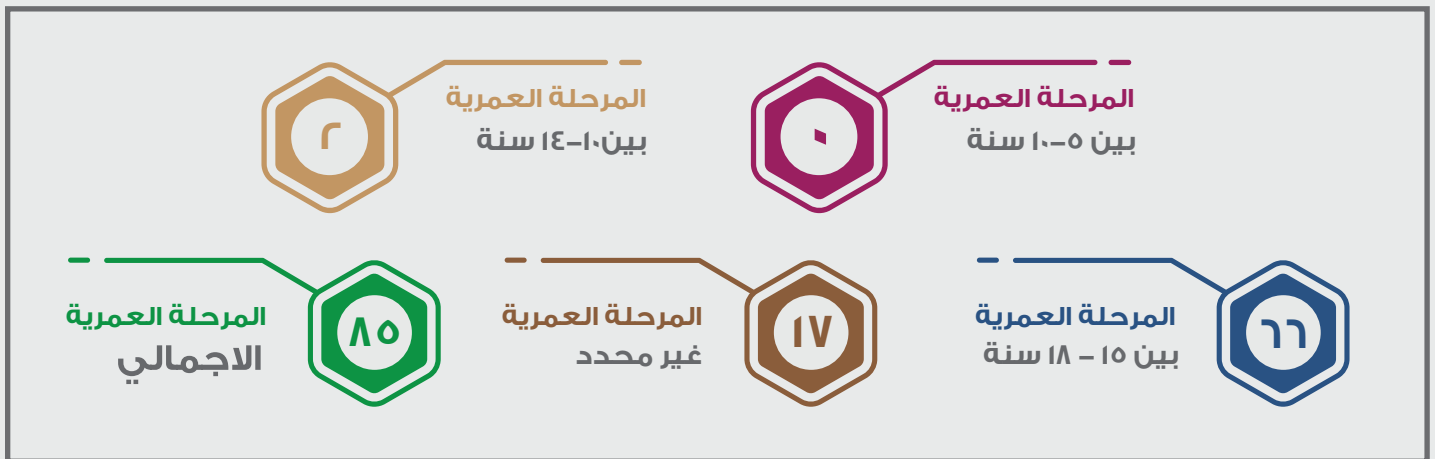 المرحلة العمرية
بين ٥-١٠ سنة
٠
المرحلة العمرية
بين١٠-١٤ سنة
٢
٦٦
المرحلة العمرية
بين ١٥ - ١٨ سنة
١٧
المرحلة العمرية
غير محدد
٨٥
المرحلة العمرية
الاجمالي